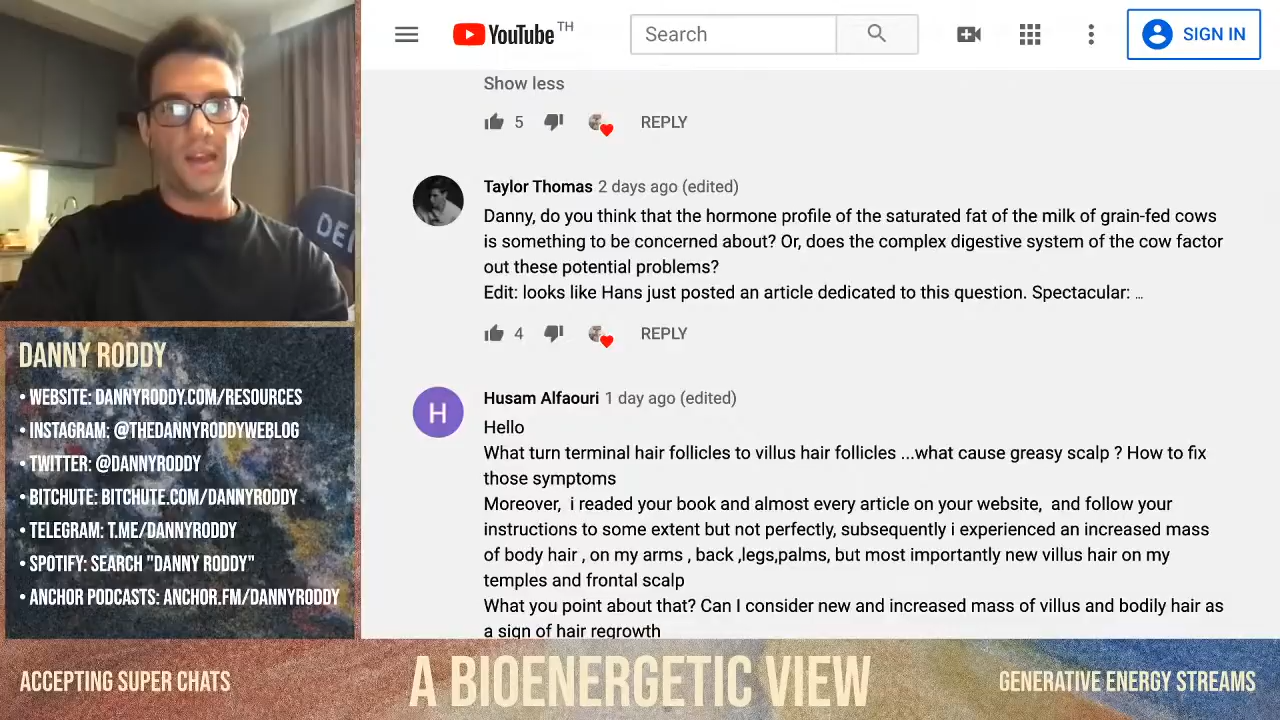 YouTube TH
Search
SIGN IN
Show less
5 REPLY
Taylor Thomas 2 days ago (edited)
Danny, do you think that the hormone profile of the saturated fat of the milk of grain-fed cows
is something to be concerned about? Or, does the complex digestive system of the cow factor
out these potential problems?
Edit: looks like Hans just posted an article dedicated to this question. Spectacular: ...
4 REPLY
H
Husam Alfaouri 1 day ago (edited)
Hello
What turn terminal hair follicles to villus hair follicles ...what cause greasy scalp ? How to fix
those symptoms
Moreover, i readed your book and almost every article on your website, and follow your
instructions to some extent but not perfectly, subsequently i experienced an increased mass
of body hair , on my arms , back ,legs,palms, but most importantly new villus hair on my
temples and frontal scalp
What you point about that? Can I consider new and increased mass of villus and bodily hair as
a sign of hair regrowth
DANNY RODDY
• WEBSITE: DANNYRODDY.COM/RESOURCES
• INSTAGRAM: @THEDANNYRODDYWEBLOG
• TWITTER: @DANNYRODDY
• BITCHUTE: BITCHUTE.COM/DANNYRODDY
• TELEGRAM: T.ME/DANNYRODDY
• SPOTIFY: SEARCH "DANNY RODDY"
• ANCHOR PODCASTS: ANCHOR.FM/DANNYRODDY
ACCEPTING SUPER CHATS
A BIOENERGETIC VIEW
GENERATIVE ENERGY STREAMS